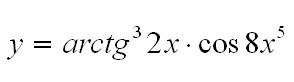 y = arctg³ 2x · cos 8x⁵